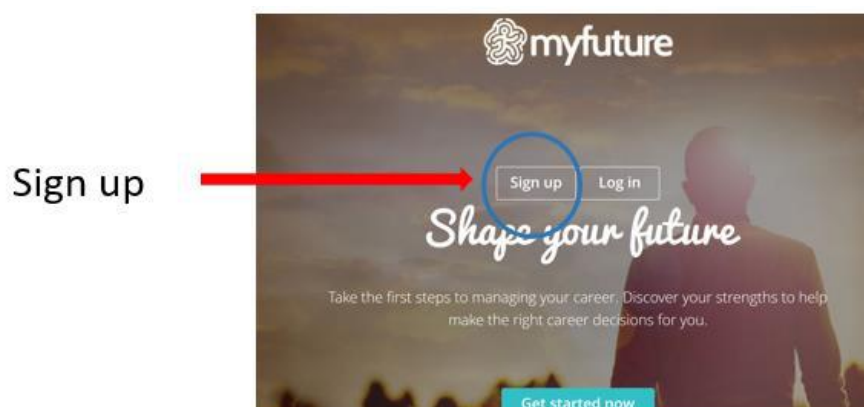 myfuture
Sign up
Sign up Log in
Shape your future
Take the first steps to managing your career. Discover your strengths to help
make the right career decisions for you.
Get started now